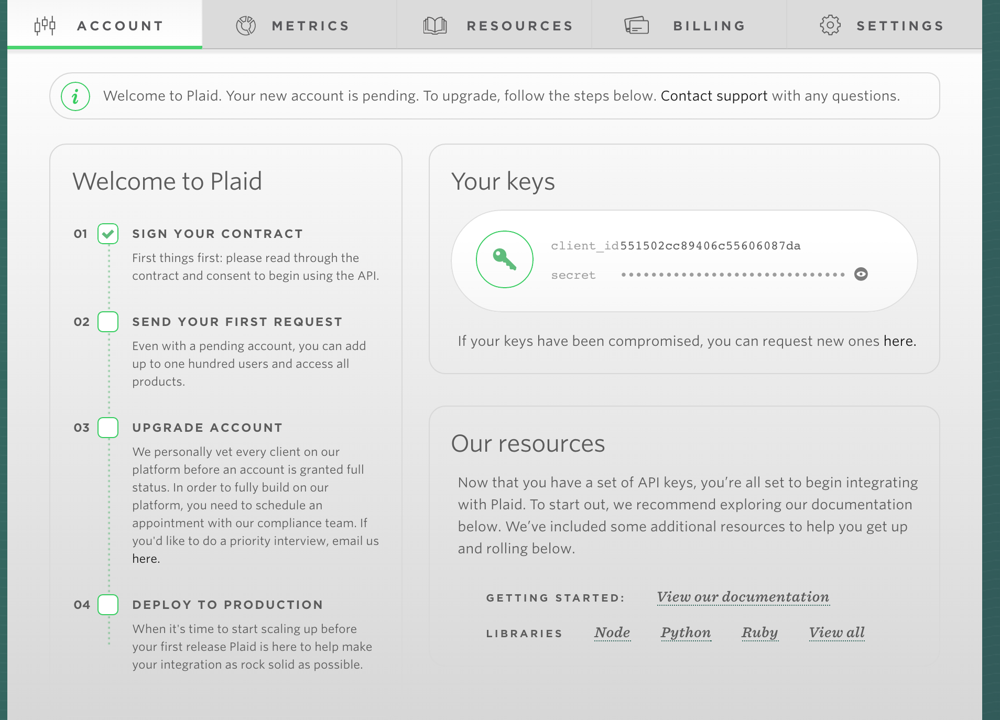 ACCOUNT METRICS RESOURCES BILLING SETTINGS
i Welcome to Plaid. Your new account is pending. To upgrade, follow the steps below. Contact support with any questions.
Welcome to Plaid
01 SIGN YOUR CONTRACT
First things first: please read through the
contract and consent to begin using the API.
02 SEND YOUR FIRST REQUEST
Even with a pending account, you can add
up to one hundred users and access all
products.
03 UPGRADE ACCOUNT
We personally vet every client on our
platform before an account is granted full
status. In order to fully build on our
platform, you need to schedule an
appointment with our compliance team. If
you'd like to do a priority interview, email us
here.
04 DEPLOY TO PRODUCTION
When it's time to start scaling up before
your first release Plaid is here to help make
your integration as rock solid as possible.
Your keys
client_id 551502cc89406c55606087da
secret ••••••••••••••••••••••••••••••
If your keys have been compromised, you can request new ones here.
Our resources
Now that you have a set of API keys, you’re all set to begin integrating
with Plaid. To start out, we recommend exploring our documentation
below. We’ve included some additional resources to help you get up
and rolling below.
GETTING STARTED: View our documentation
LIBRARIES Node Python Ruby View all